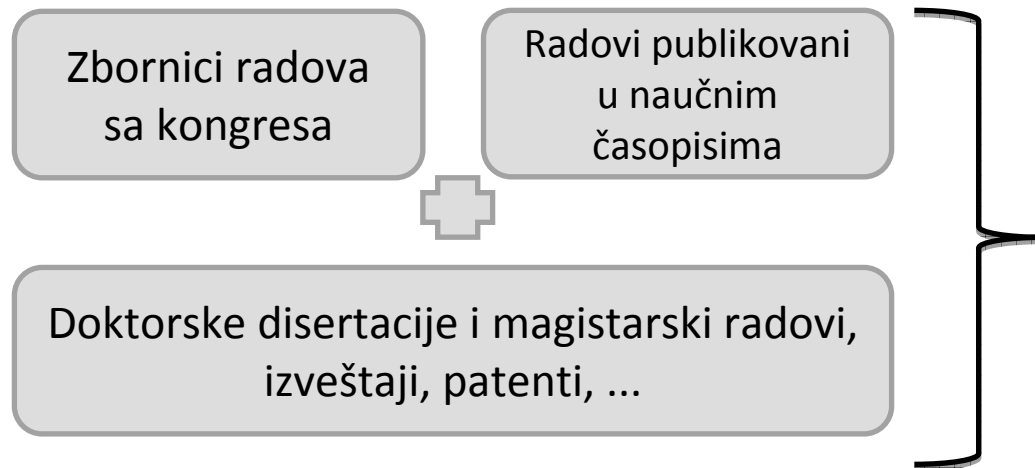 Zbornici radova
sa kongresa
Radovi publikovani
u naučnim
časopisima
Doktorske disertacije i magistarski radovi,
izveštaji, patenti, ...